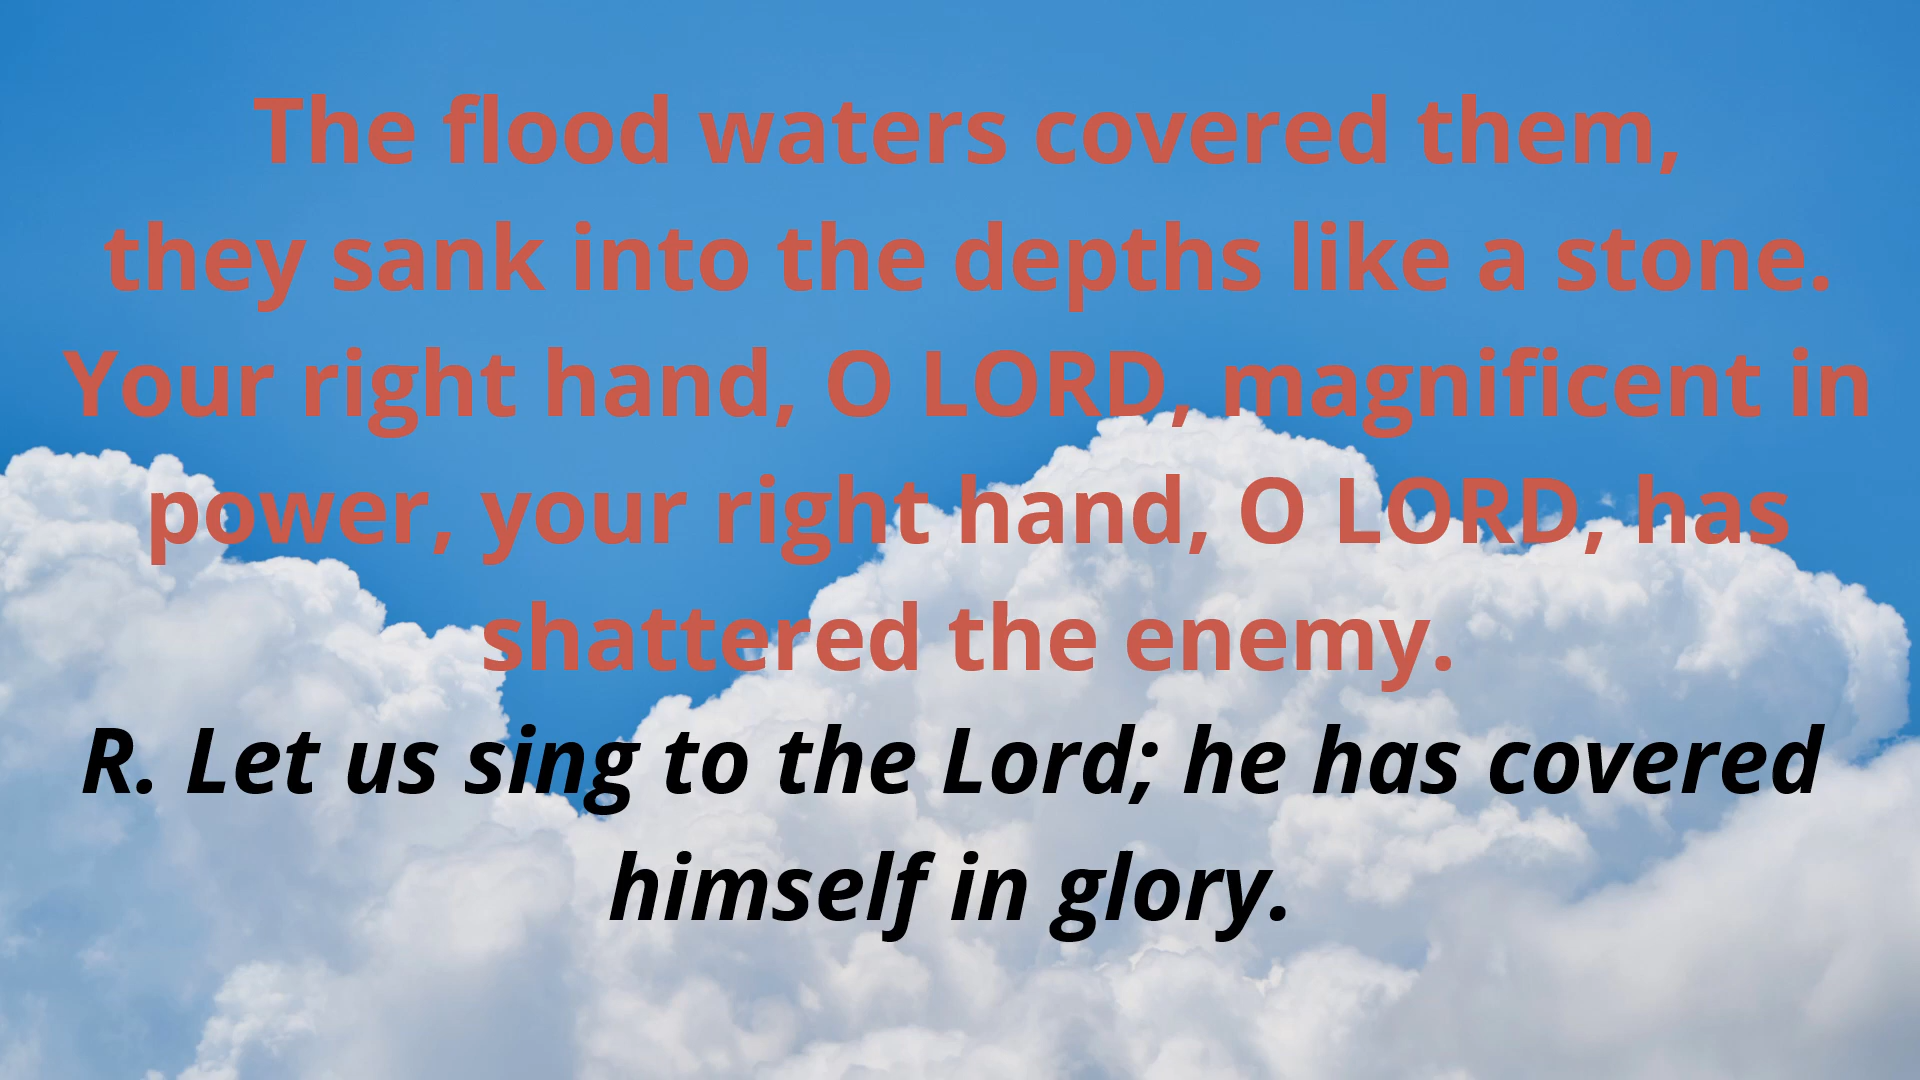 The flood waters covered them,
they sank into the depths like a stone.
Your right hand, O LORD, magnificent in
power, your right hand, O LORD, has
shattered the enemy.
R. Let us sing to the Lord; he has covered
himself in glory.